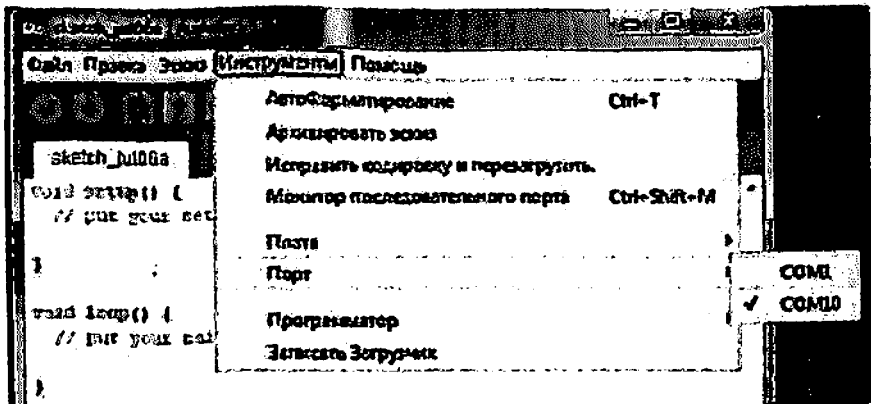 Файл Правка Эскиз Инструменты Помощь
АвтоФорматирование Ctrl+T
Архивировать эскиз
Исправить кодировку и перезагрузить.
Монитор последовательного порта Ctrl+Shift+M
Плата
Порт
COM1
COM10
Программатор
Записать Загрузчик
sketch_jul06a
void setup() {
// put your set
}
void loop() {
// put your mai
}